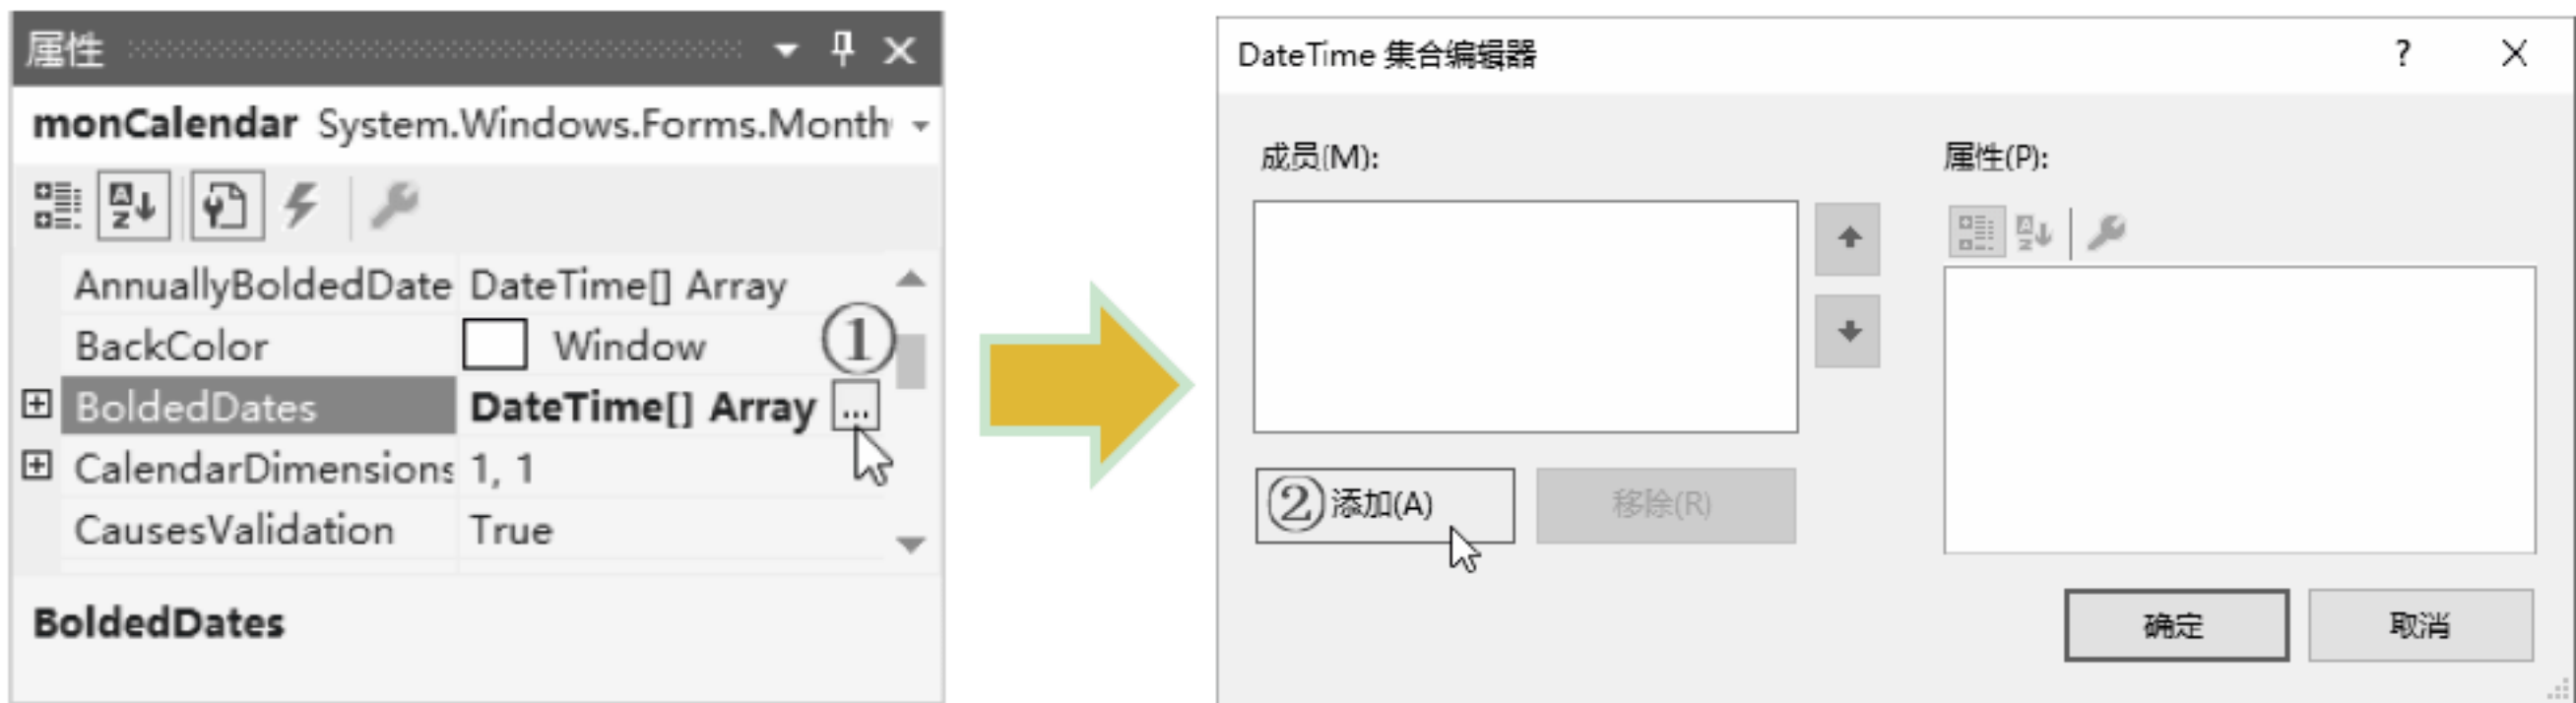 属性
monCalendar System.Windows.Forms.Month
AnnuallyBoldedDate DateTime[] Array
BackColor Window ①
BoldedDates DateTime[] Array ...
CalendarDimensions 1, 1
CausesValidation True
BoldedDates
DateTime 集合编辑器 ?
成员(M):
属性(P):
②添加(A)
移除(R)
确定
取消